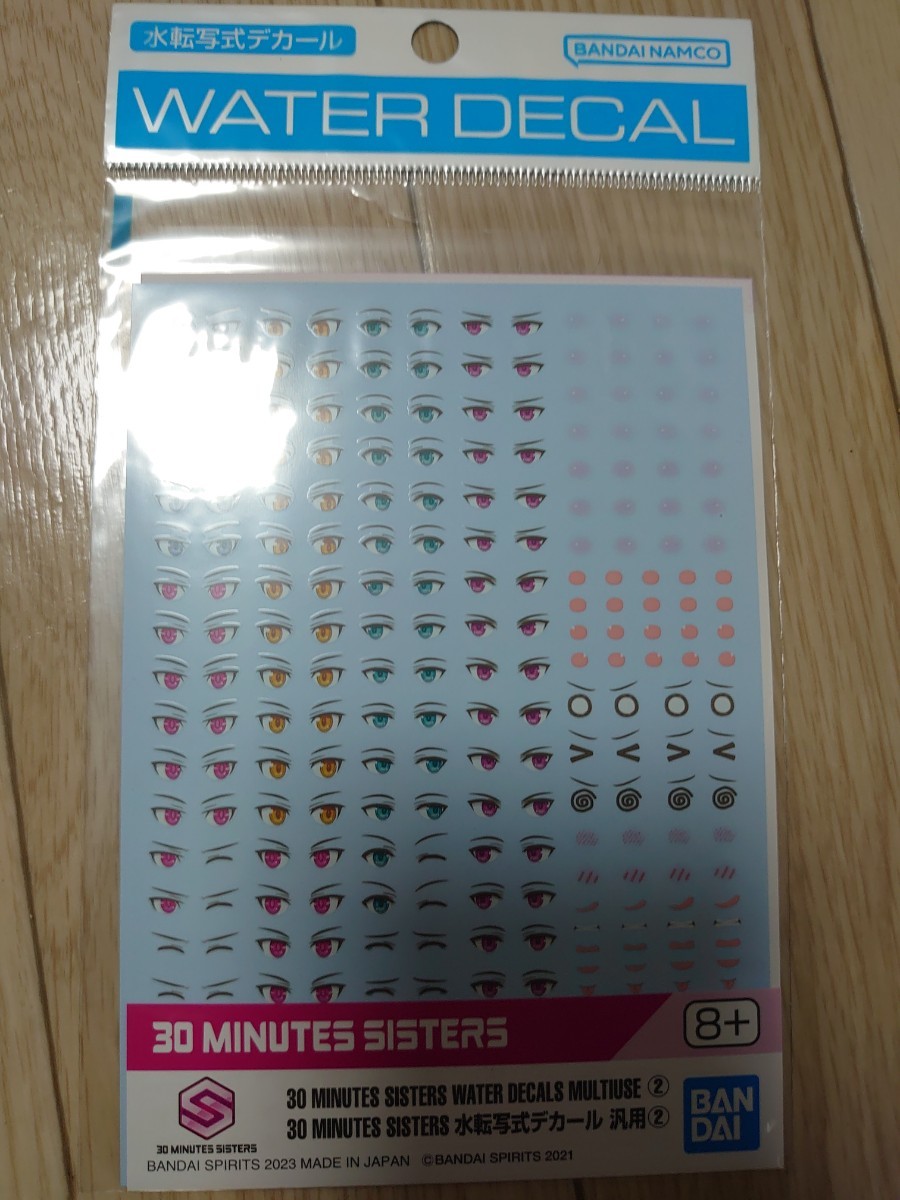 水転写式デカール
BANDAI NAMCO
WATER DECAL
30 MINUTES SISTERS
8+
30 MINUTES SISTERS WATER DECALS MULTIUSE ②
30 MINUTES SISTERS 水転写式デカール 汎用②
BAN
DAI
30 MINUTES SISTERS
BANDAI SPIRITS 2023 MADE IN JAPAN ©BANDAI SPIRITS 2021